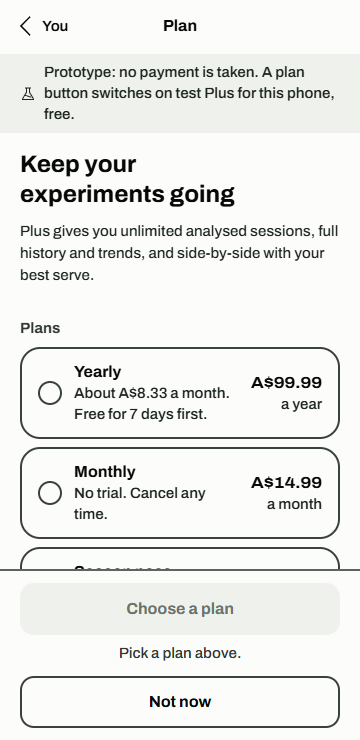 You
Plan
Prototype: no payment is taken. A plan
button switches on test Plus for this phone,
free.
Keep your
experiments going
Plus gives you unlimited analysed sessions, full
history and trends, and side-by-side with your
best serve.
Plans
Yearly
About A$8.33 a month.
Free for 7 days first.
A$99.99
a year
Monthly
No trial. Cancel any
time.
A$14.99
a month
Choose a plan
Pick a plan above.
Not now